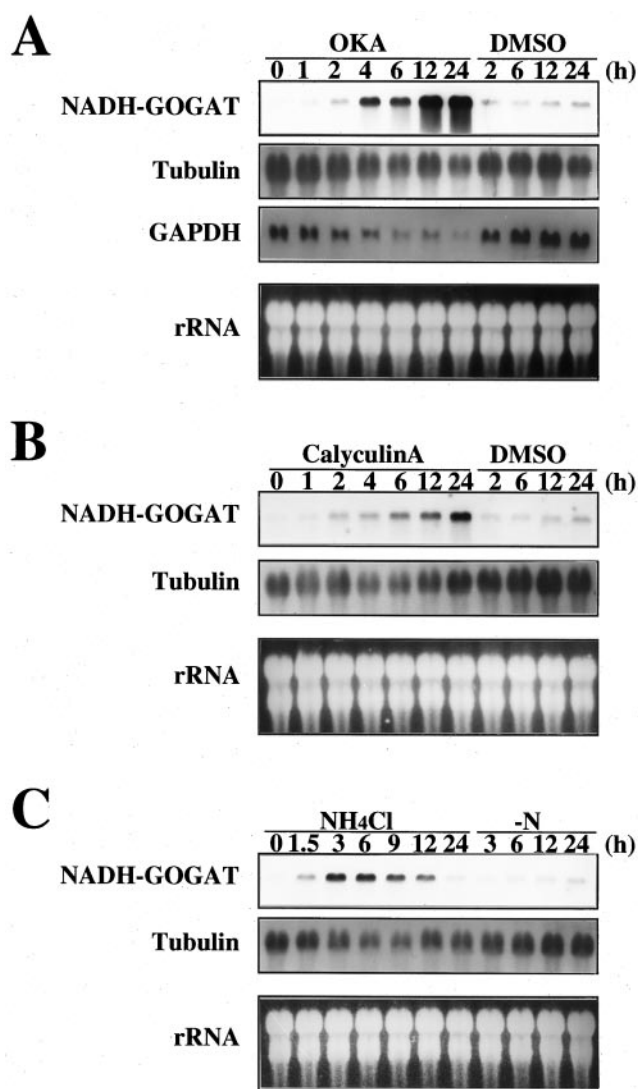 A
OKA DMSO
0 1 2 4 6 12 24 2 6 12 24 (h)
NADH-GOGAT
Tubulin
GAPDH
rRNA
B
CalyculinA DMSO
0 1 2 4 6 12 24 2 6 12 24 (h)
NADH-GOGAT
Tubulin
rRNA
C
NH4Cl -N
0 1.5 3 6 9 12 24 3 6 12 24 (h)
NADH-GOGAT
Tubulin
rRNA